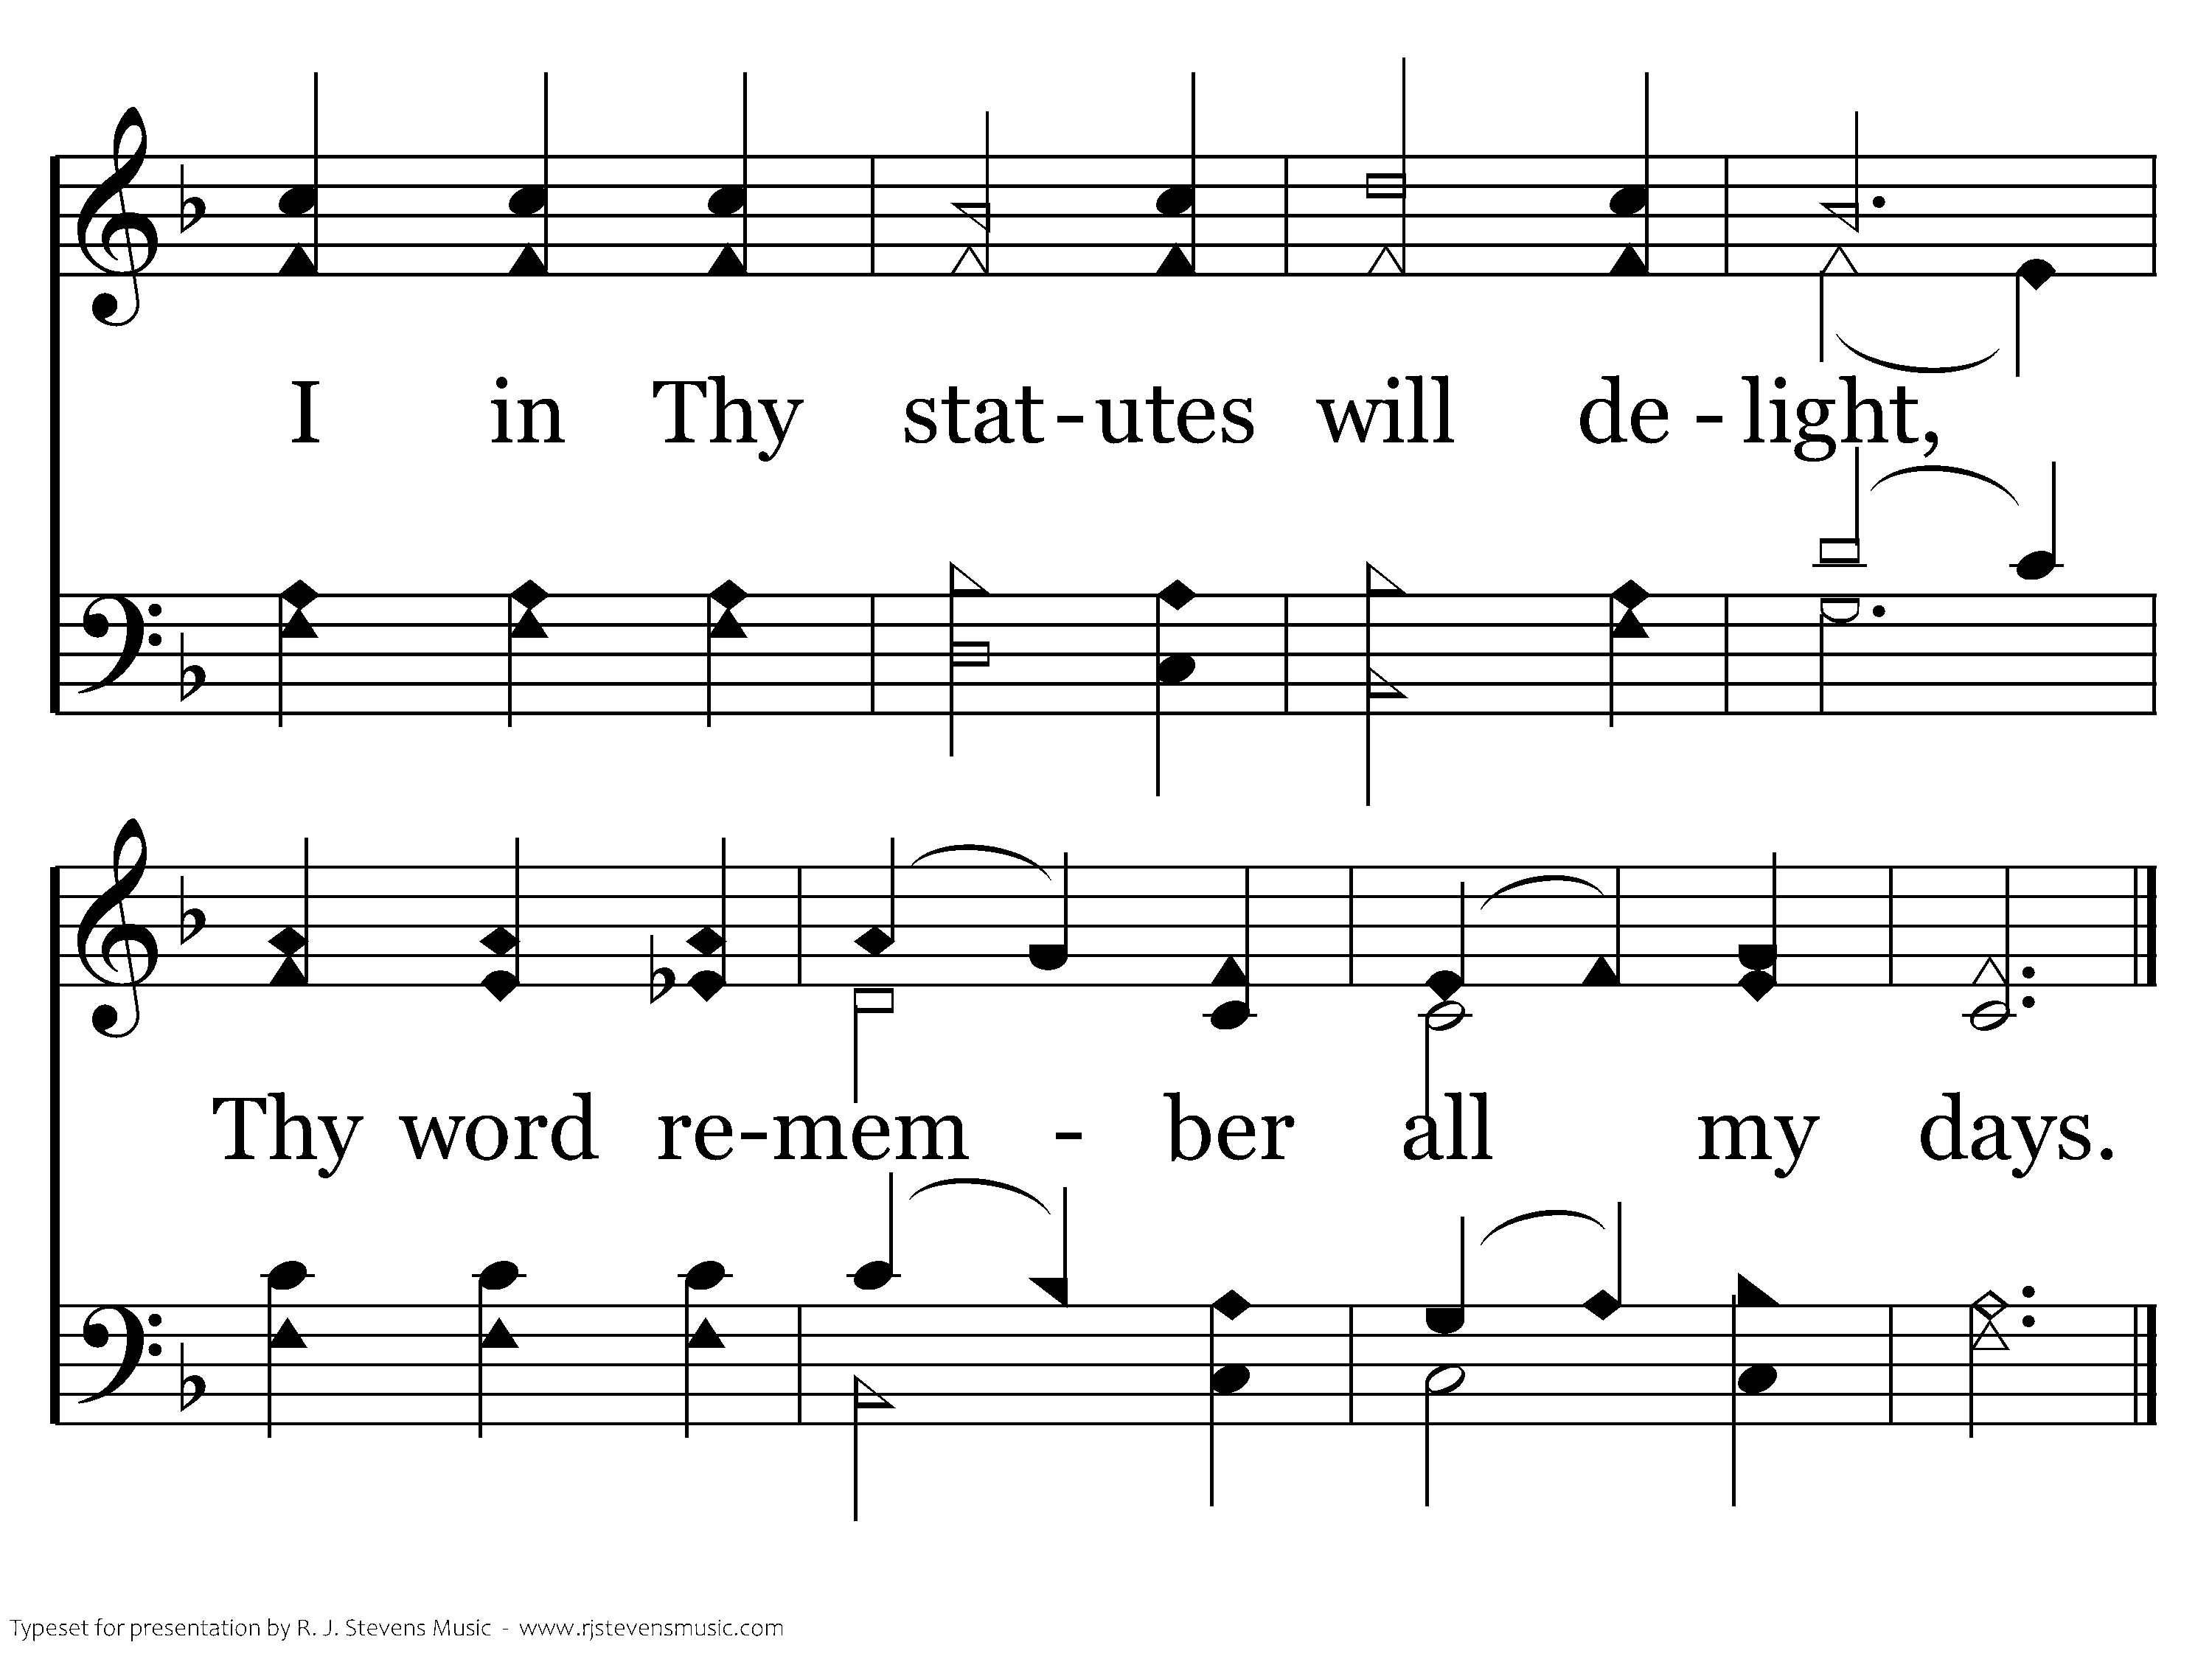 I in Thy stat-utes will de-light,
Thy word re-mem - ber all my days.
Typeset for presentation by R. J. Stevens Music - www.rjstevensmusic.com